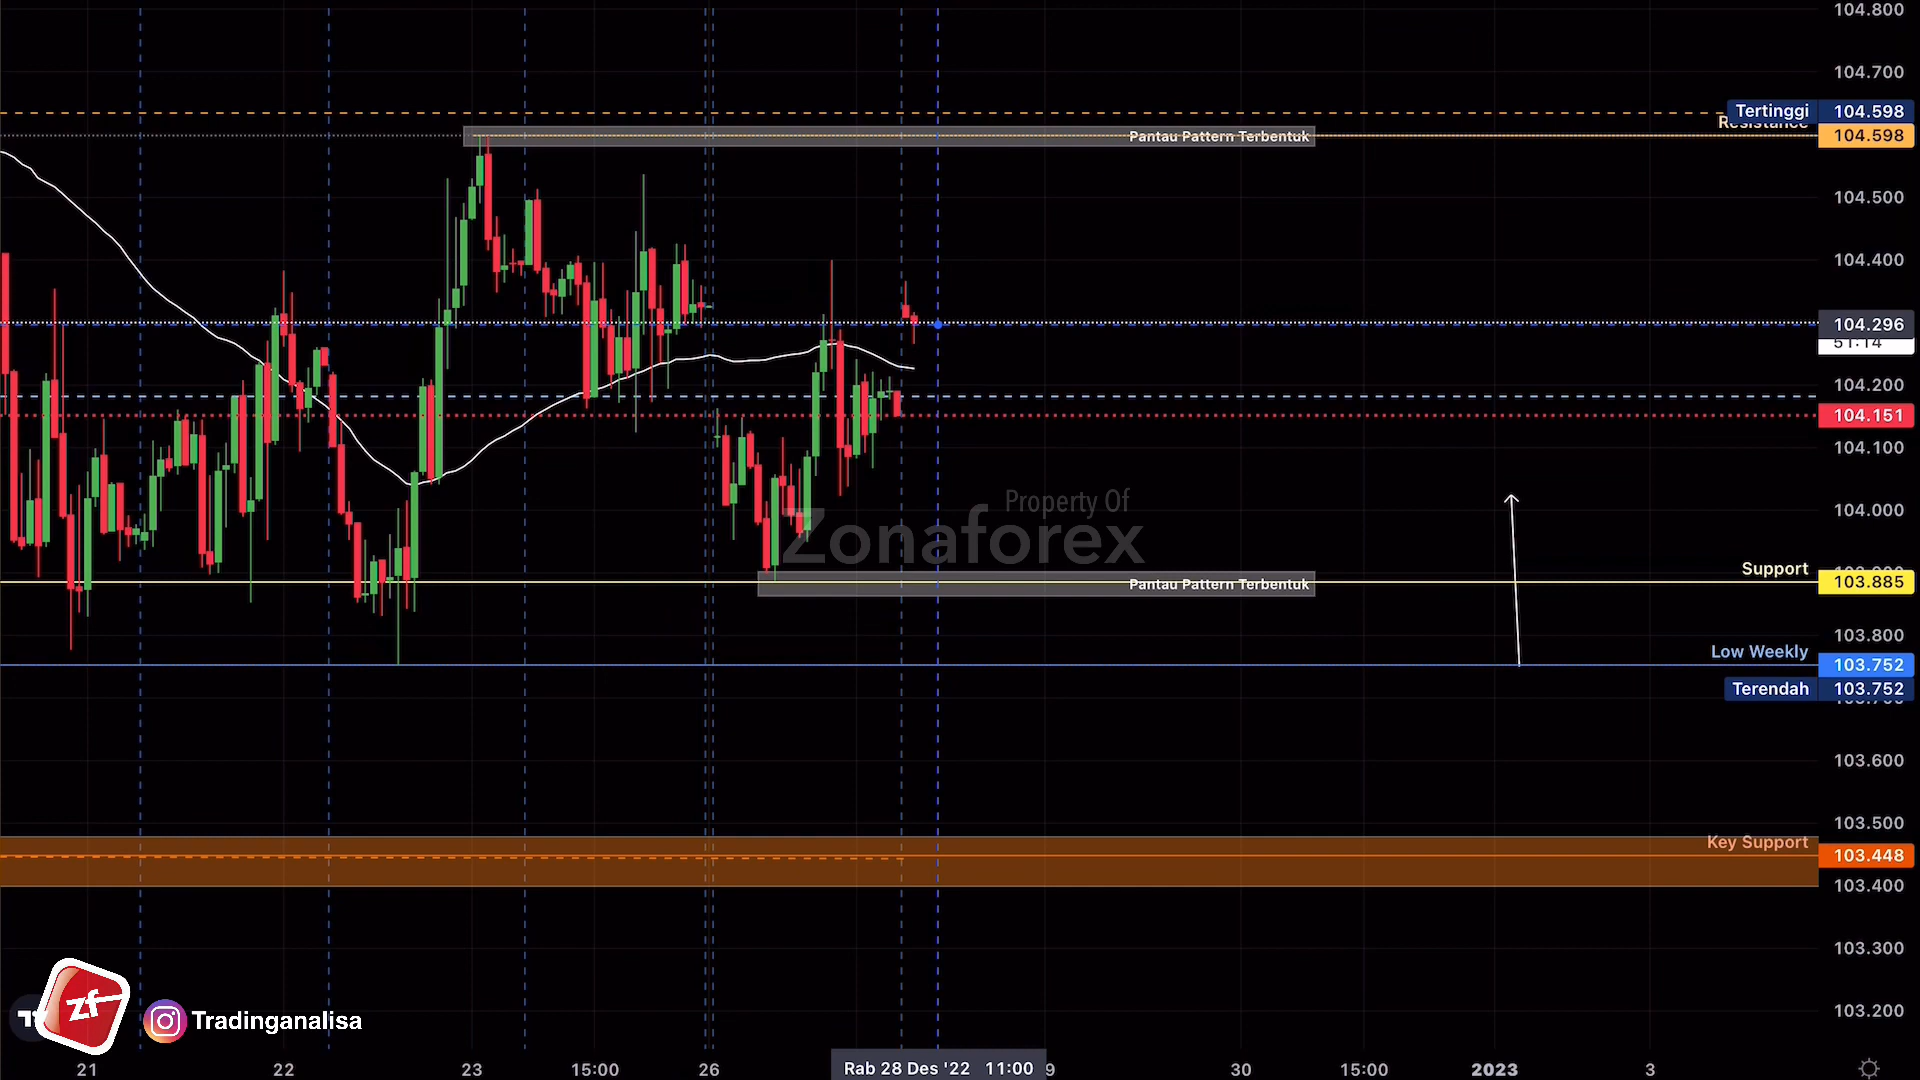 104.800
104.700
Tertinggi 104.598
Resistance 104.598
Pantau Pattern Terbentuk
104.500
104.400
104.296
51:14
104.200
104.151
104.100
Property Of
Zonaforex
104.000
Support 103.885
Pantau Pattern Terbentuk
103.800
Low Weekly 103.752
Terendah 103.752
103.600
103.500
Key Support 103.448
103.400
103.300
103.200
zf
Tradinganalisa
21 22 23 15:00 26 Rab 28 Des '22 11:00 9 30 15:00 2023 3